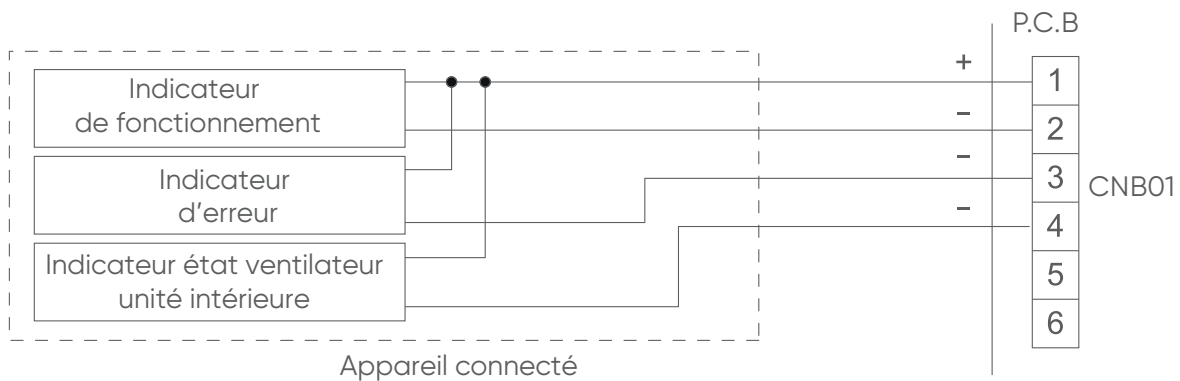 P.C.B
Indicateur
de fonctionnement
Indicateur
d'erreur
Indicateur état ventilateur
unité intérieure
Appareil connecté
+
–
–
–
1
2
3
4
5
6
CNB01